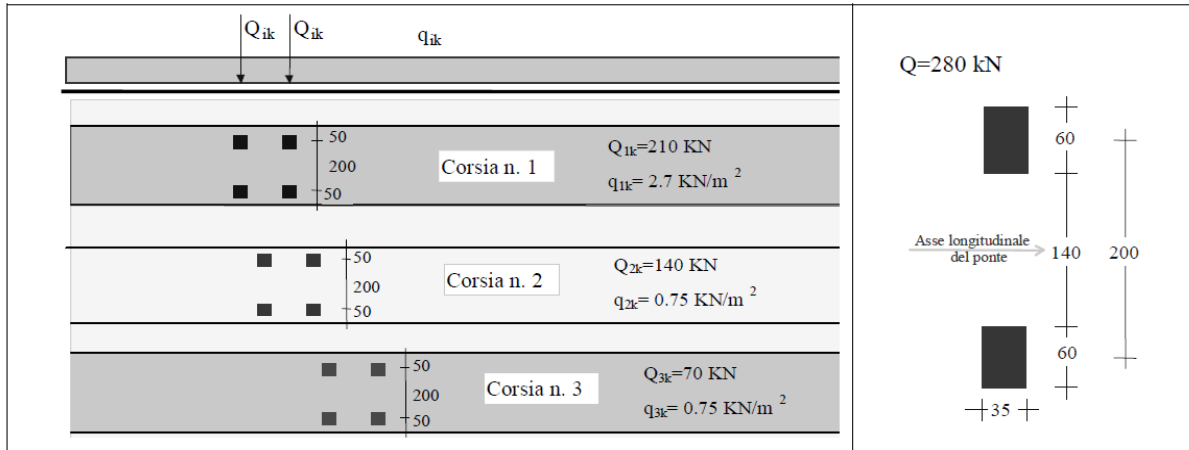 Qik Qik qik
50
200
50
Corsia n. 1
Q1k=210 KN
q1k= 2.7 KN/m 2
50
200
50
Corsia n. 2
Q2k=140 KN
q2k= 0.75 KN/m 2
50
200
50
Corsia n. 3
Q3k=70 KN
q3k= 0.75 KN/m 2
Q=280 kN
60
Asse longitudinale
del ponte
140
200
60
35